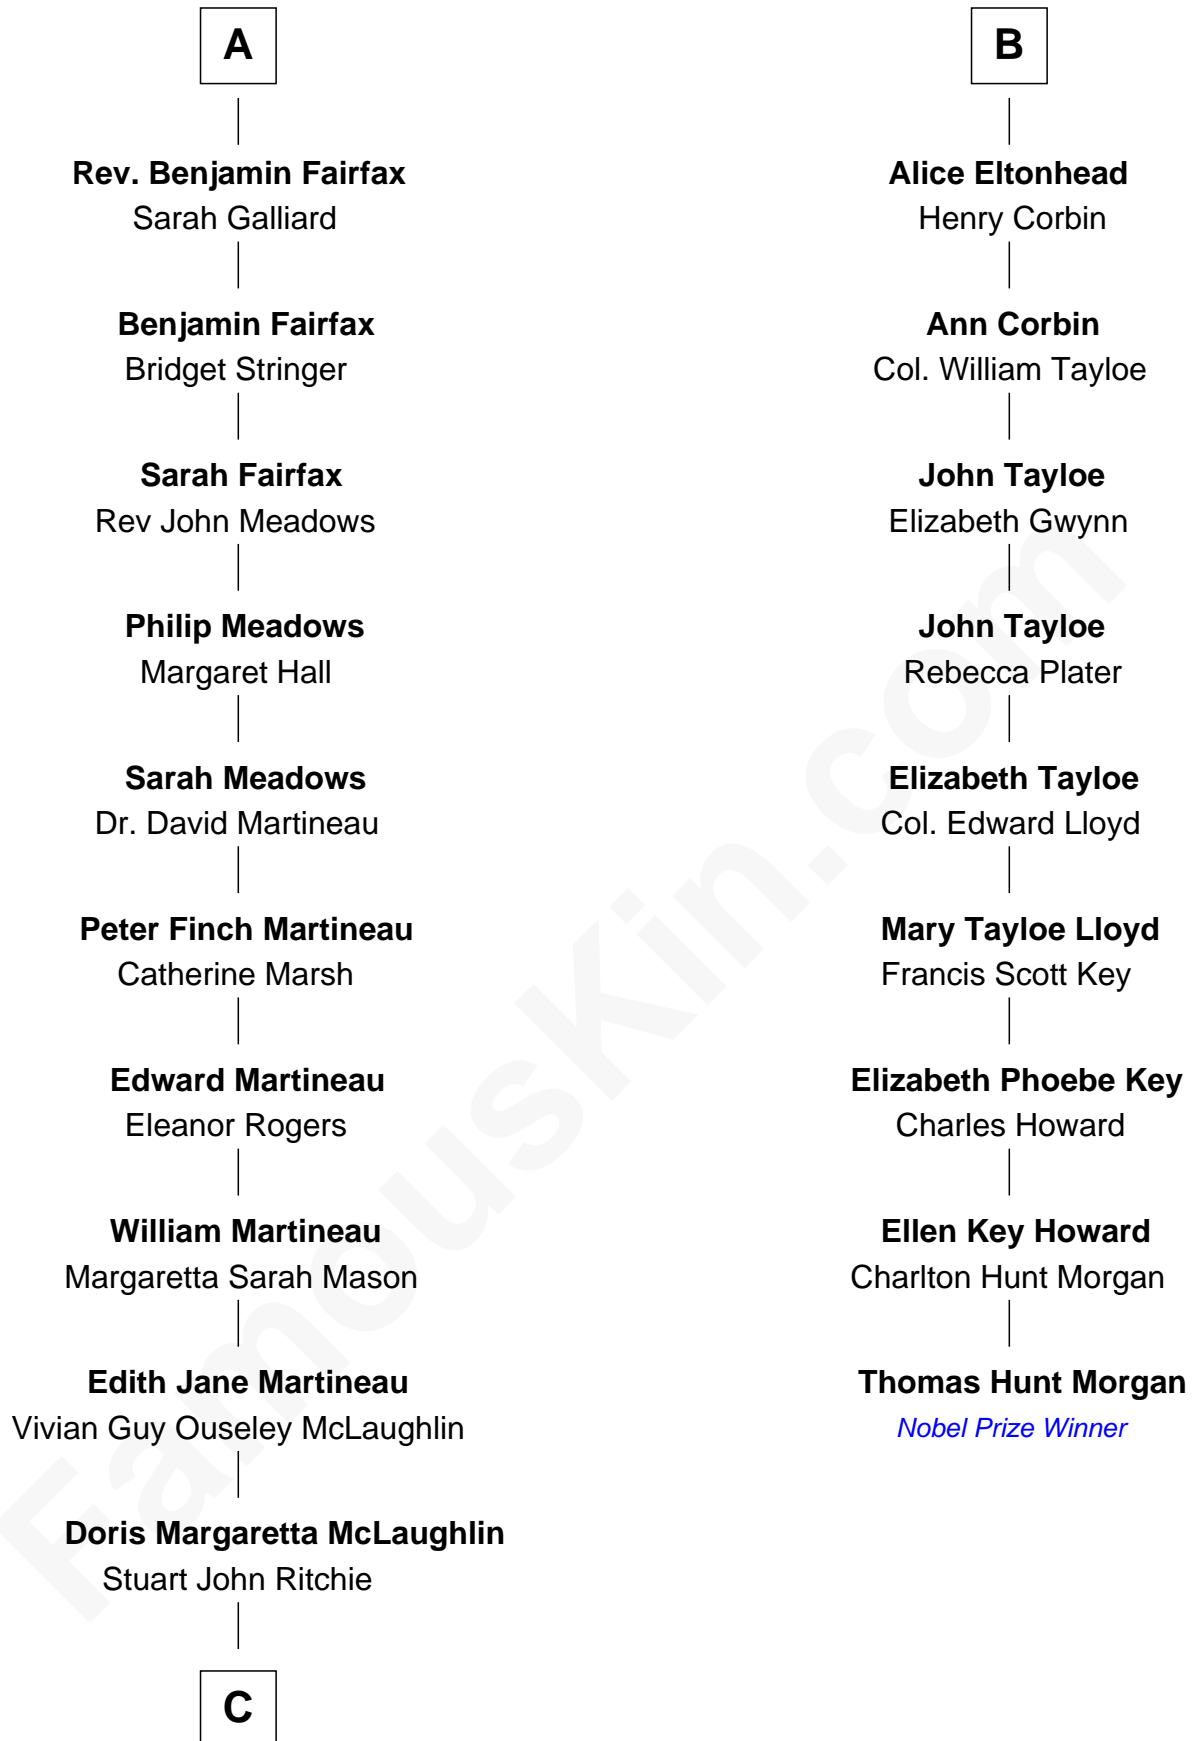 A
Rev. Benjamin Fairfax
Sarah Galliard
Benjamin Fairfax
Bridget Stringer
Sarah Fairfax
Rev John Meadows
Philip Meadows
Margaret Hall
Sarah Meadows
Dr. David Martineau
Peter Finch Martineau
Catherine Marsh
Edward Martineau
Eleanor Rogers
William Martineau
Margaretta Sarah Mason
Edith Jane Martineau
Vivian Guy Ouseley McLaughlin
Doris Margaretta McLaughlin
Stuart John Ritchie
C
B
Alice Eltonhead
Henry Corbin
Ann Corbin
Col. William Tayloe
John Tayloe
Elizabeth Gwynn
John Tayloe
Rebecca Plater
Elizabeth Tayloe
Col. Edward Lloyd
Mary Tayloe Lloyd
Francis Scott Key
Elizabeth Phoebe Key
Charles Howard
Ellen Key Howard
Charlton Hunt Morgan
Thomas Hunt Morgan
Nobel Prize Winner
FamousKin.com